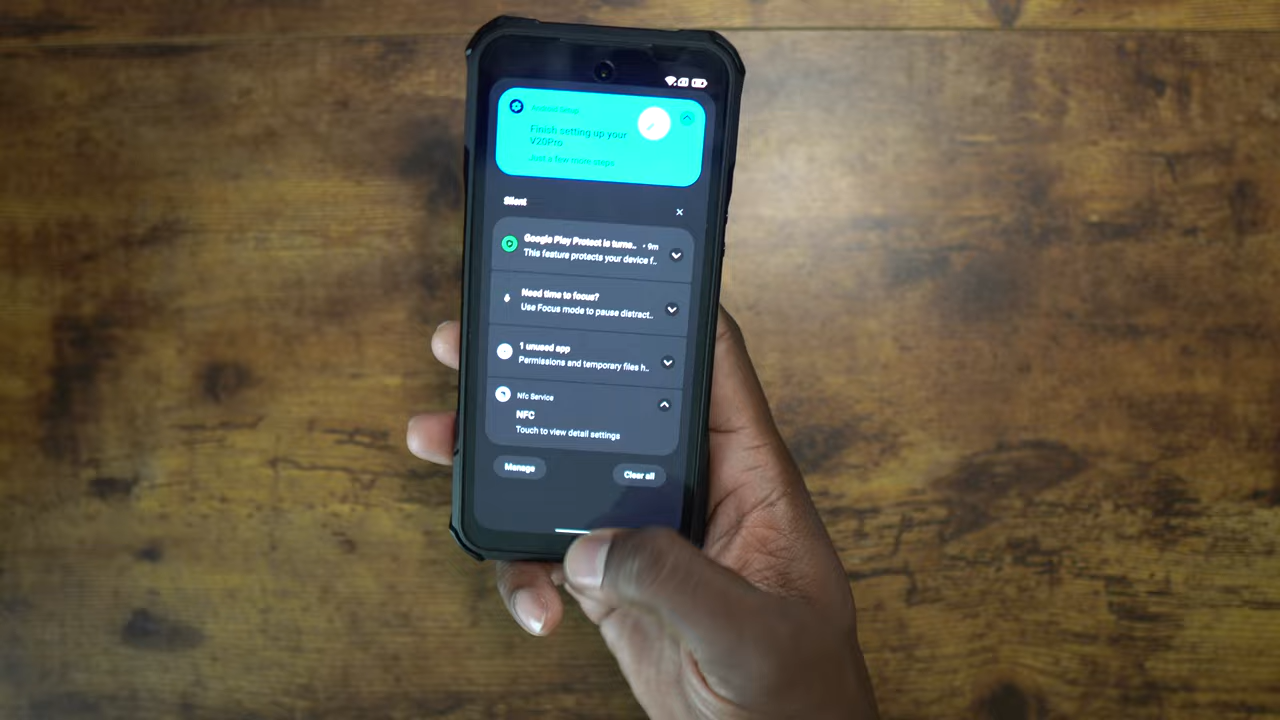 Android Setup
Finish setting up your
V20Pro
Just a few more steps
Silent
Google Play Protect is turne.. • 9m
This feature protects your device f..
Need time to focus?
Use Focus mode to pause distract..
1 unused app
Permissions and temporary files h..
Nfc Service
NFC
Touch to view detail settings
Manage
Clear all